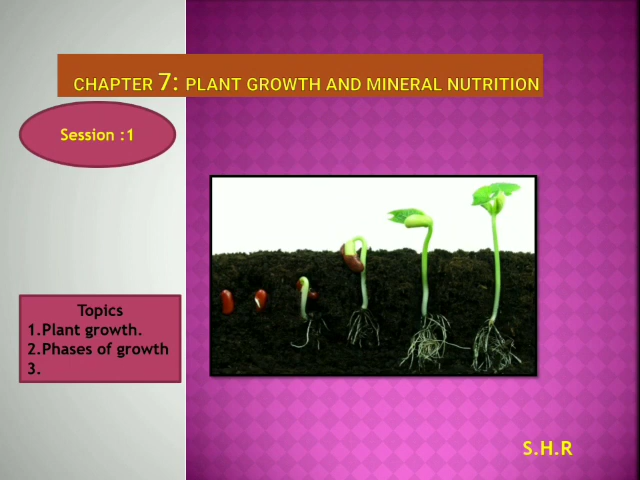 CHAPTER 7: PLANT GROWTH AND MINERAL NUTRITION
Session :1
Topics
1.Plant growth.
2.Phases of growth
3.
S.H.R